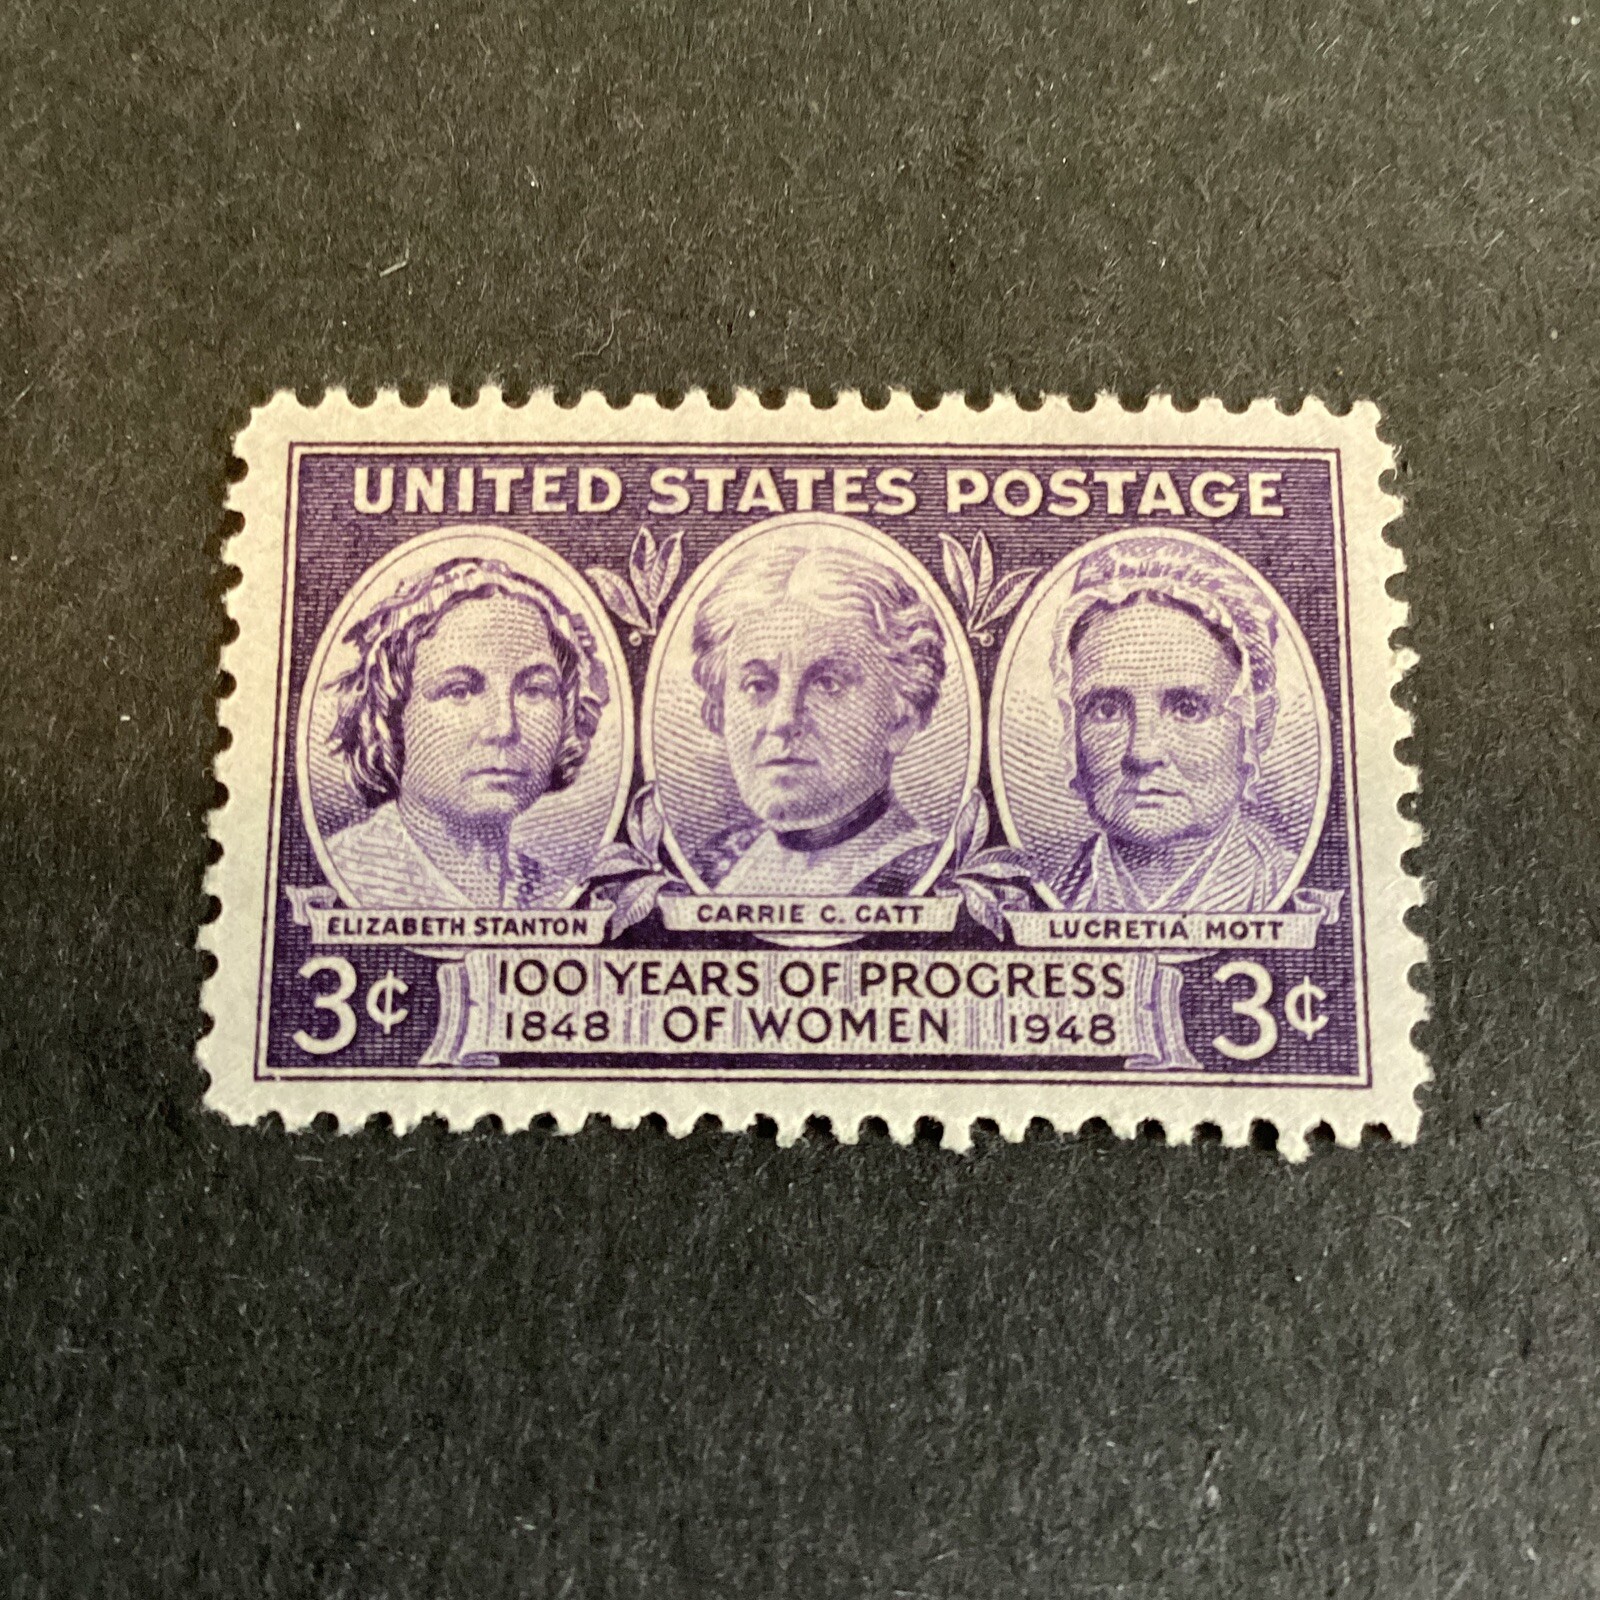 UNITED STATES POSTAGE
ELIZABETH STANTON
CARRIE C. CATT
LUCRETIA MOTT
3¢
100 YEARS OF PROGRESS
1848 OF WOMEN 1948
3¢